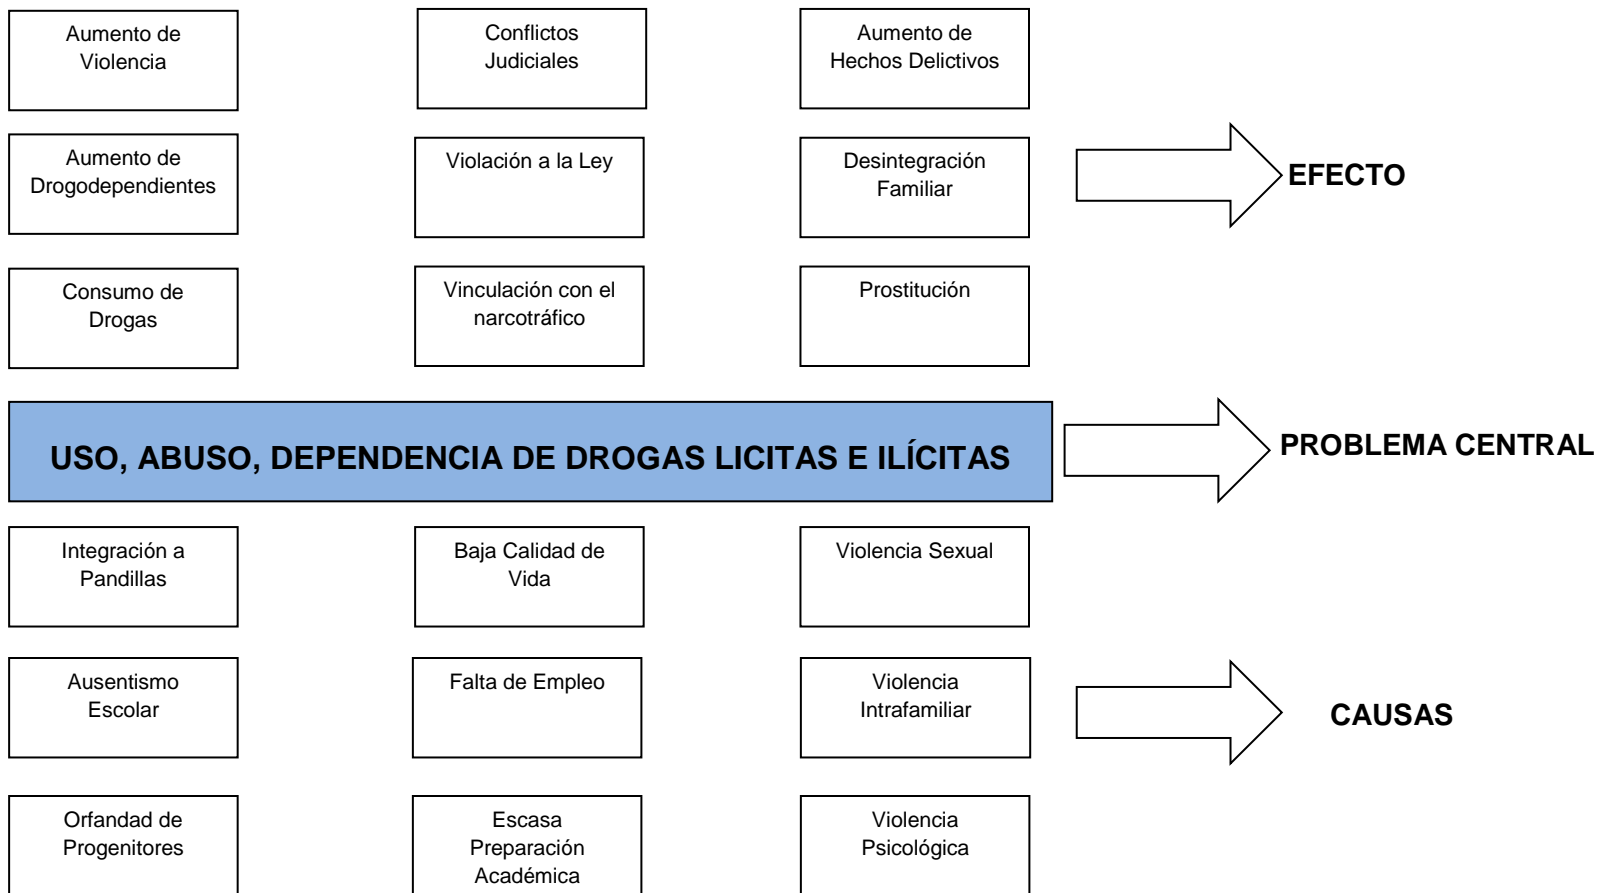 Aumento de
Violencia
Conflictos
Judiciales
Aumento de
Hechos Delictivos
Aumento de
Drogodependientes
Violación a la Ley
Desintegración
Familiar
EFECTO
Consumo de
Drogas
Vinculación con el
narcotráfico
Prostitución
USO, ABUSO, DEPENDENCIA DE DROGAS LICITAS E ILÍCITAS
PROBLEMA CENTRAL
Integración a
Pandillas
Baja Calidad de
Vida
Violencia Sexual
Ausentismo
Escolar
Falta de Empleo
Violencia
Intrafamiliar
CAUSAS
Orfandad de
Progenitores
Escasa
Preparación
Académica
Violencia
Psicológica